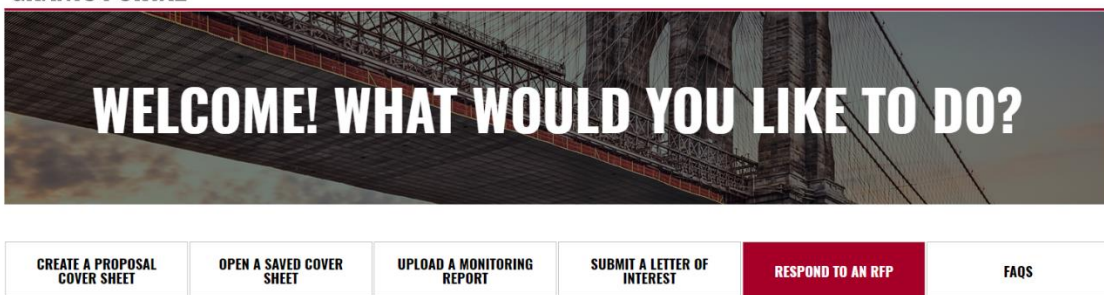 WELCOME! WHAT WOULD YOU LIKE TO DO?
CREATE A PROPOSAL
COVER SHEET
OPEN A SAVED COVER
SHEET
UPLOAD A MONITORING
REPORT
SUBMIT A LETTER OF
INTEREST
RESPOND TO AN RFP
FAQS